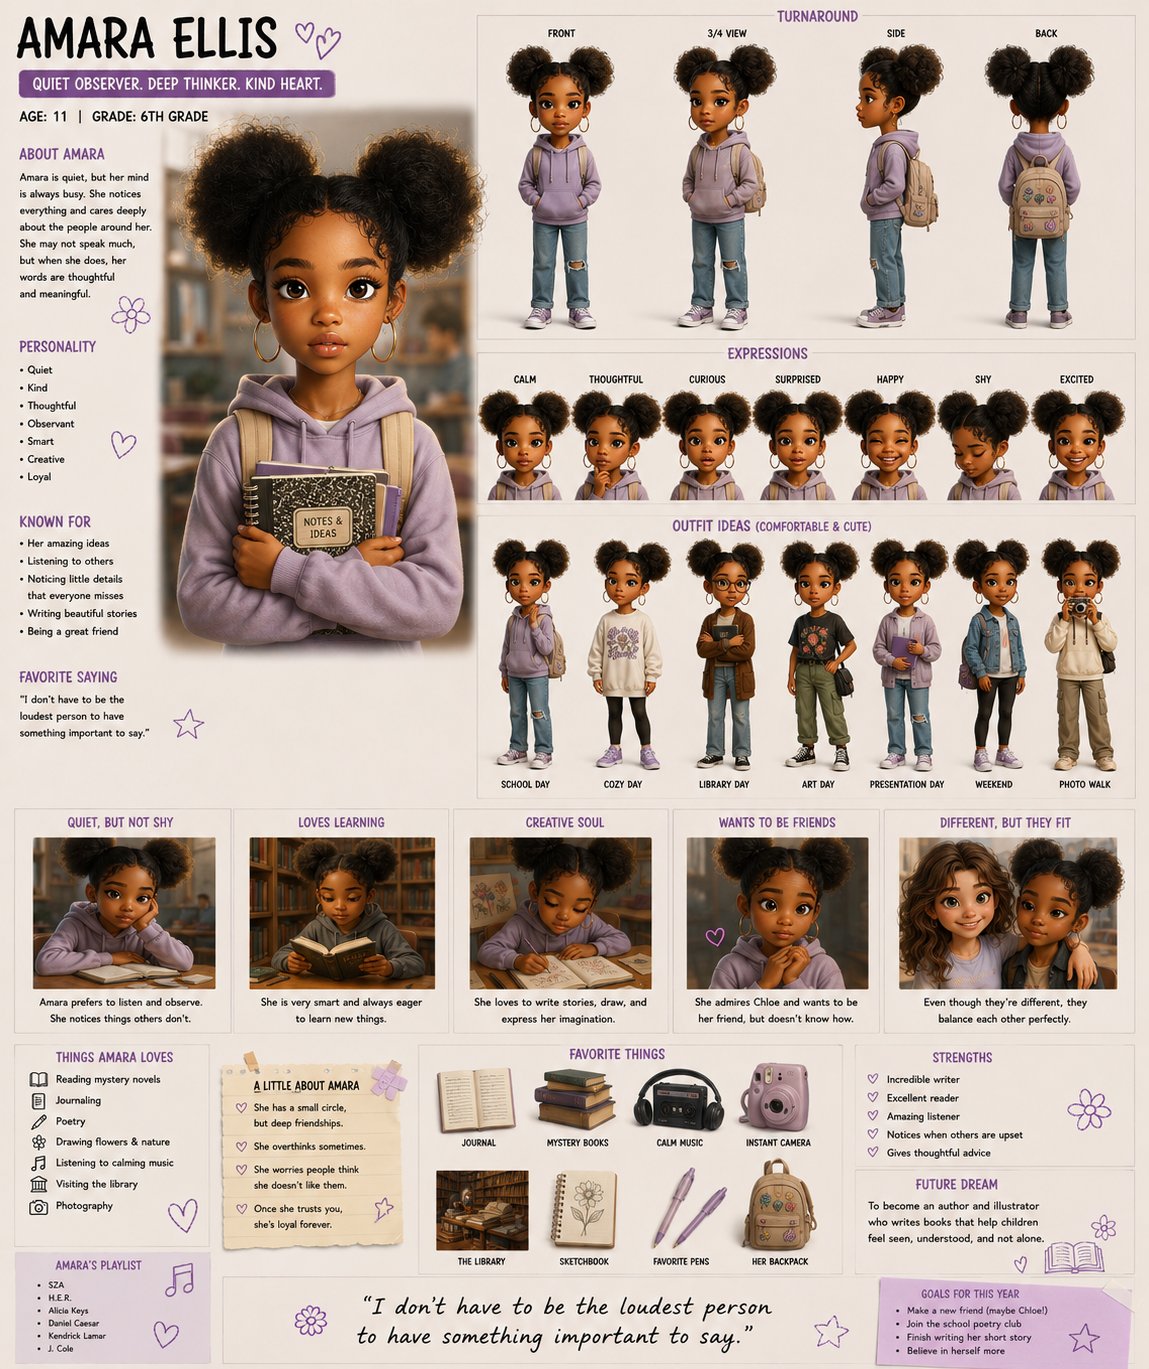 AMARA ELLIS
QUIET OBSERVER. DEEP THINKER. KIND HEART.
AGE: 11 | GRADE: 6TH GRADE
ABOUT AMARA
Amara is quiet, but her mind
is always busy. She notices
everything and cares deeply
about the people around her.
She may not speak much,
but when she does, her
words are thoughtful
and meaningful.
PERSONALITY
• Quiet
• Kind
• Thoughtful
• Observant
• Smart
• Creative
• Loyal
KNOWN FOR
• Her amazing ideas
• Listening to others
• Noticing little details
that everyone misses
• Writing beautiful stories
• Being a great friend
FAVORITE SAYING
"I don't have to be the
loudest person to have
something important to say."
NOTES &
IDEAS
TURNAROUND
FRONT
3/4 VIEW
SIDE
BACK
EXPRESSIONS
CALM
THOUGHTFUL
CURIOUS
SURPRISED
HAPPY
SHY
EXCITED
OUTFIT IDEAS (COMFORTABLE & CUTE)
SCHOOL DAY
COZY DAY
LIBRARY DAY
ART DAY
PRESENTATION DAY
WEEKEND
PHOTO WALK
QUIET, BUT NOT SHY
Amara prefers to listen and observe.
She notices things others don't.
LOVES LEARNING
She is very smart and always eager
to learn new things.
CREATIVE SOUL
She loves to write stories, draw, and
express her imagination.
WANTS TO BE FRIENDS
She admires Chloe and wants to be
her friend, but doesn't know how.
DIFFERENT, BUT THEY FIT
Even though they're different, they
balance each other perfectly.
THINGS AMARA LOVES
Reading mystery novels
Journaling
Poetry
Drawing flowers & nature
Listening to calming music
Visiting the library
Photography
A LITTLE ABOUT AMARA
She has a small circle,
but deep friendships.
She overthinks sometimes.
She worries people think
she doesn't like them.
Once she trusts you,
she's loyal forever.
FAVORITE THINGS
JOURNAL
MYSTERY BOOKS
CALM MUSIC
INSTANT CAMERA
THE LIBRARY
SKETCHBOOK
FAVORITE PENS
HER BACKPACK
STRENGTHS
Incredible writer
Excellent reader
Amazing listener
Notices when others are upset
Gives thoughtful advice
FUTURE DREAM
To become an author and illustrator
who writes books that help children
feel seen, understood, and not alone.
AMARA'S PLAYLIST
• SZA
• H.E.R.
• Alicia Keys
• Daniel Caesar
• Kendrick Lamar
• J. Cole
"I don't have to be the loudest person
to have something important to say."
GOALS FOR THIS YEAR
• Make a new friend (maybe Chloe!)
• Join the school poetry club
• Finish writing her short story
• Believe in herself more